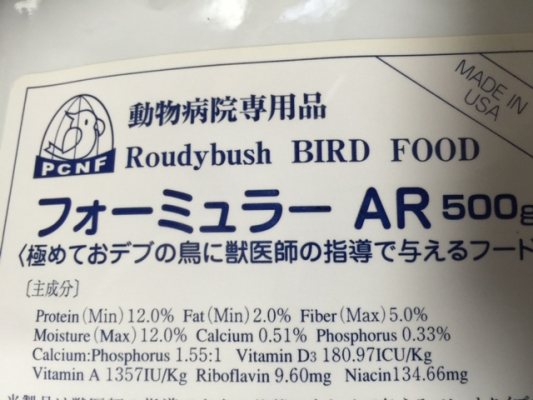 MADE IN
USA
動物病院専用品
PCNF
Roudybush BIRD FOOD
フォーミュラー AR 500g
〈極めておデブの鳥に獣医師の指導で与えるフード
〔主成分〕
Protein (Min) 12.0% Fat (Min) 2.0% Fiber (Max) 5.0%
Moisture (Max) 12.0% Calcium 0.51% Phosphorus 0.33%
Calcium:Phosphorus 1.55:1 Vitamin D3 180.97ICU/Kg
Vitamin A 1357IU/Kg Riboflavin 9.60mg Niacin134.66mg